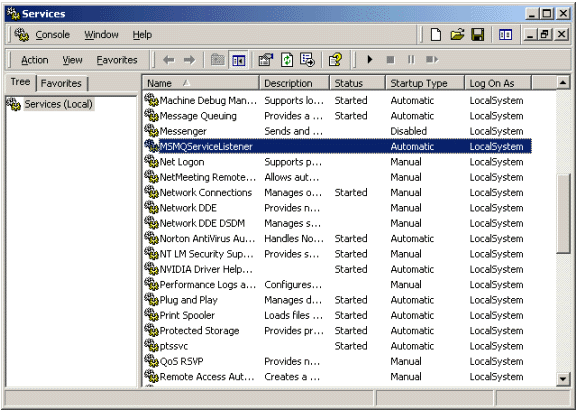 Services
Console Window Help
Action View Favorites
Tree Favorites
Services (Local)
Name Description Status Startup Type Log On As
Machine Debug Man... Supports lo... Started Automatic LocalSystem
Message Queuing Provides a ... Started Automatic LocalSystem
Messenger Sends and ... Disabled LocalSystem
MSMQServiceListener Automatic LocalSystem
Net Logon Supports p... Manual LocalSystem
NetMeeting Remote... Allows aut... Manual LocalSystem
Network Connections Manages o... Started Manual LocalSystem
Network DDE Provides n... Manual LocalSystem
Network DDE DSDM Manages s... Manual LocalSystem
Norton AntiVirus Au... Handles No... Started Automatic LocalSystem
NT LM Security Sup... Provides s... Started Manual LocalSystem
NVIDIA Driver Help... Started Automatic LocalSystem
Performance Logs a... Configures... Manual LocalSystem
Plug and Play Manages d... Started Automatic LocalSystem
Print Spooler Loads files ... Started Automatic LocalSystem
Protected Storage Provides pr... Started Automatic LocalSystem
ptssvc Started Automatic LocalSystem
QoS RSVP Provides n... Manual LocalSystem
Remote Access Aut... Creates a ... Manual LocalSystem